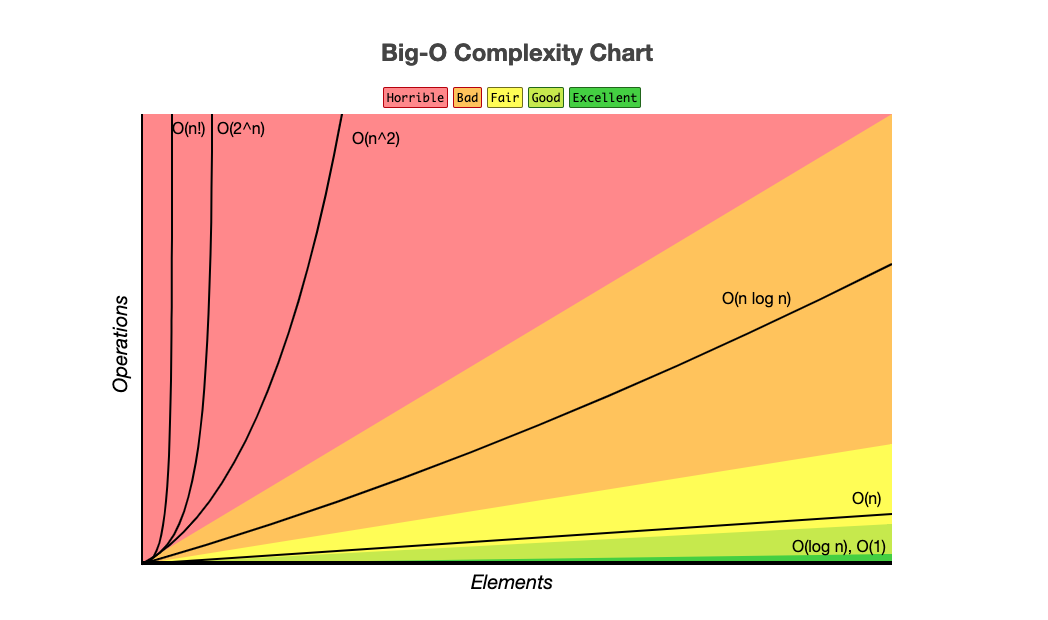 Big-O Complexity Chart
Horrible Bad Fair Good Excellent
O(n!) O(2^n)
O(n^2)
O(n log n)
Operations
O(n)
O(log n), O(1)
Elements